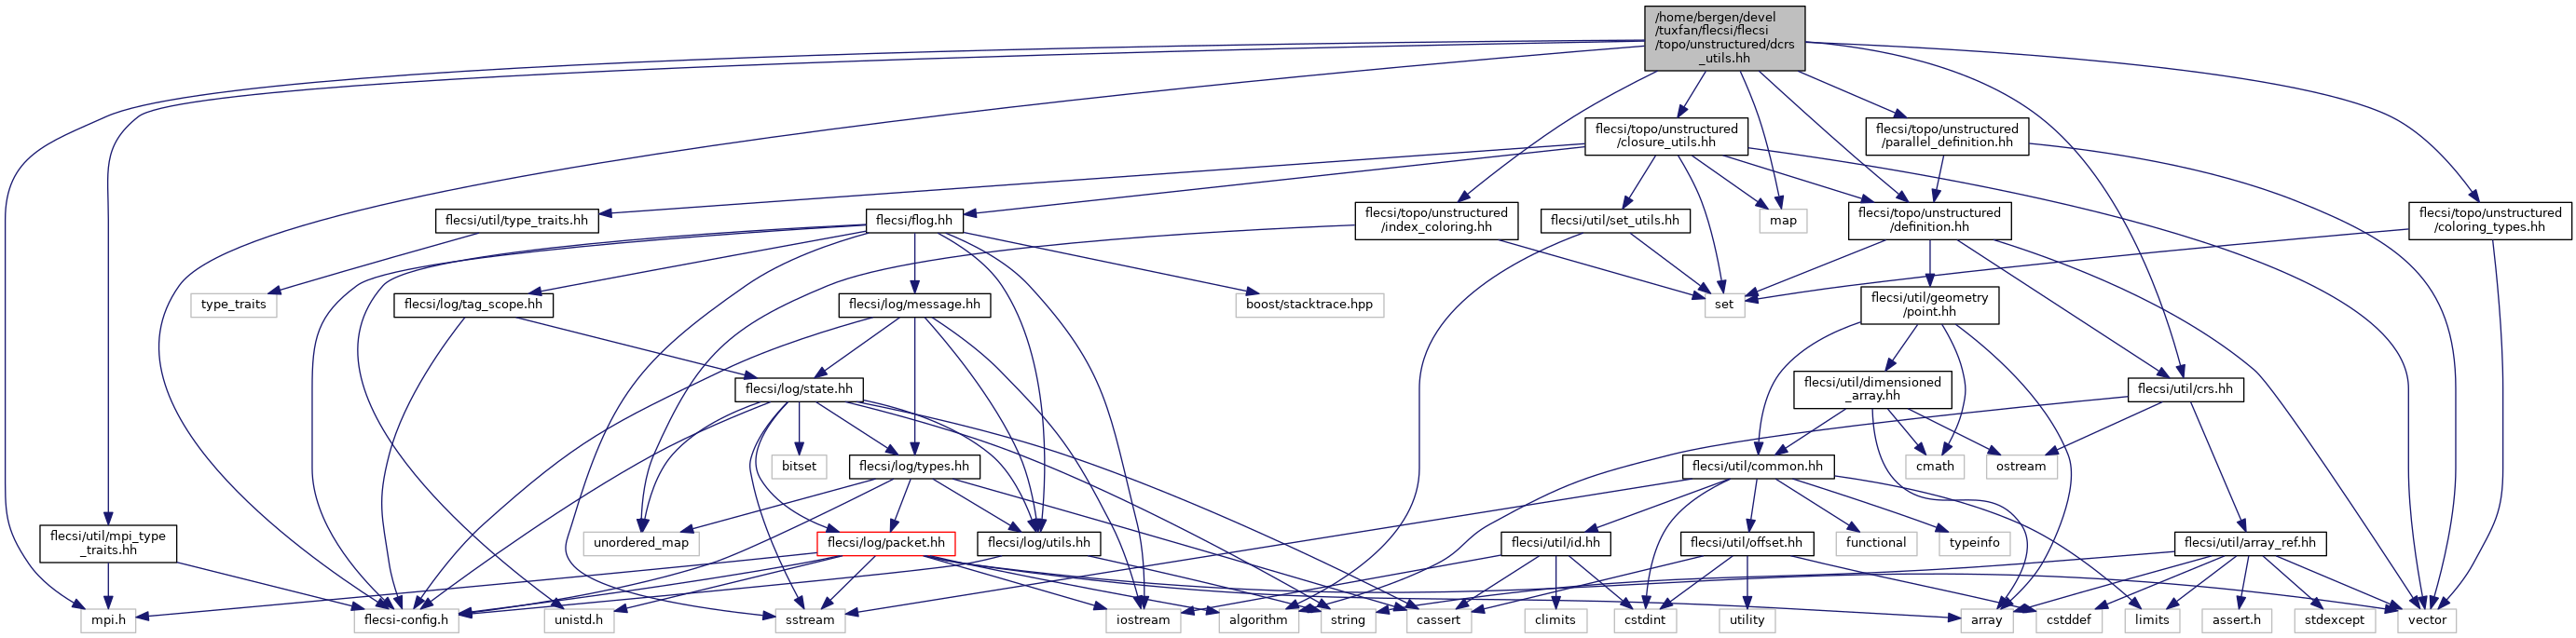 /home/bergen/devel
/tuxfan/flecsi/flecsi
/topo/unstructured/dcrs
_utils.hh
flecsi/topo/unstructured
/closure_utils.hh
flecsi/topo/unstructured
/parallel_definition.hh
flecsi/util/type_traits.hh
flecsi/flog.hh
flecsi/topo/unstructured
/index_coloring.hh
flecsi/util/set_utils.hh
map
flecsi/topo/unstructured
/definition.hh
flecsi/topo/unstructured
/coloring_types.hh
type_traits
flecsi/log/tag_scope.hh
flecsi/log/message.hh
boost/stacktrace.hpp
set
flecsi/util/geometry
/point.hh
flecsi/log/state.hh
flecsi/util/dimensioned
_array.hh
flecsi/util/crs.hh
bitset
flecsi/log/types.hh
flecsi/util/common.hh
cmath
ostream
flecsi/util/mpi_type
_traits.hh
unordered_map
flecsi/log/packet.hh
flecsi/log/utils.hh
flecsi/util/id.hh
flecsi/util/offset.hh
functional
typeinfo
flecsi/util/array_ref.hh
mpi.h
flecsi-config.h
unistd.h
sstream
iostream
algorithm
string
cassert
climits
cstdint
utility
array
cstddef
limits
assert.h
stdexcept
vector